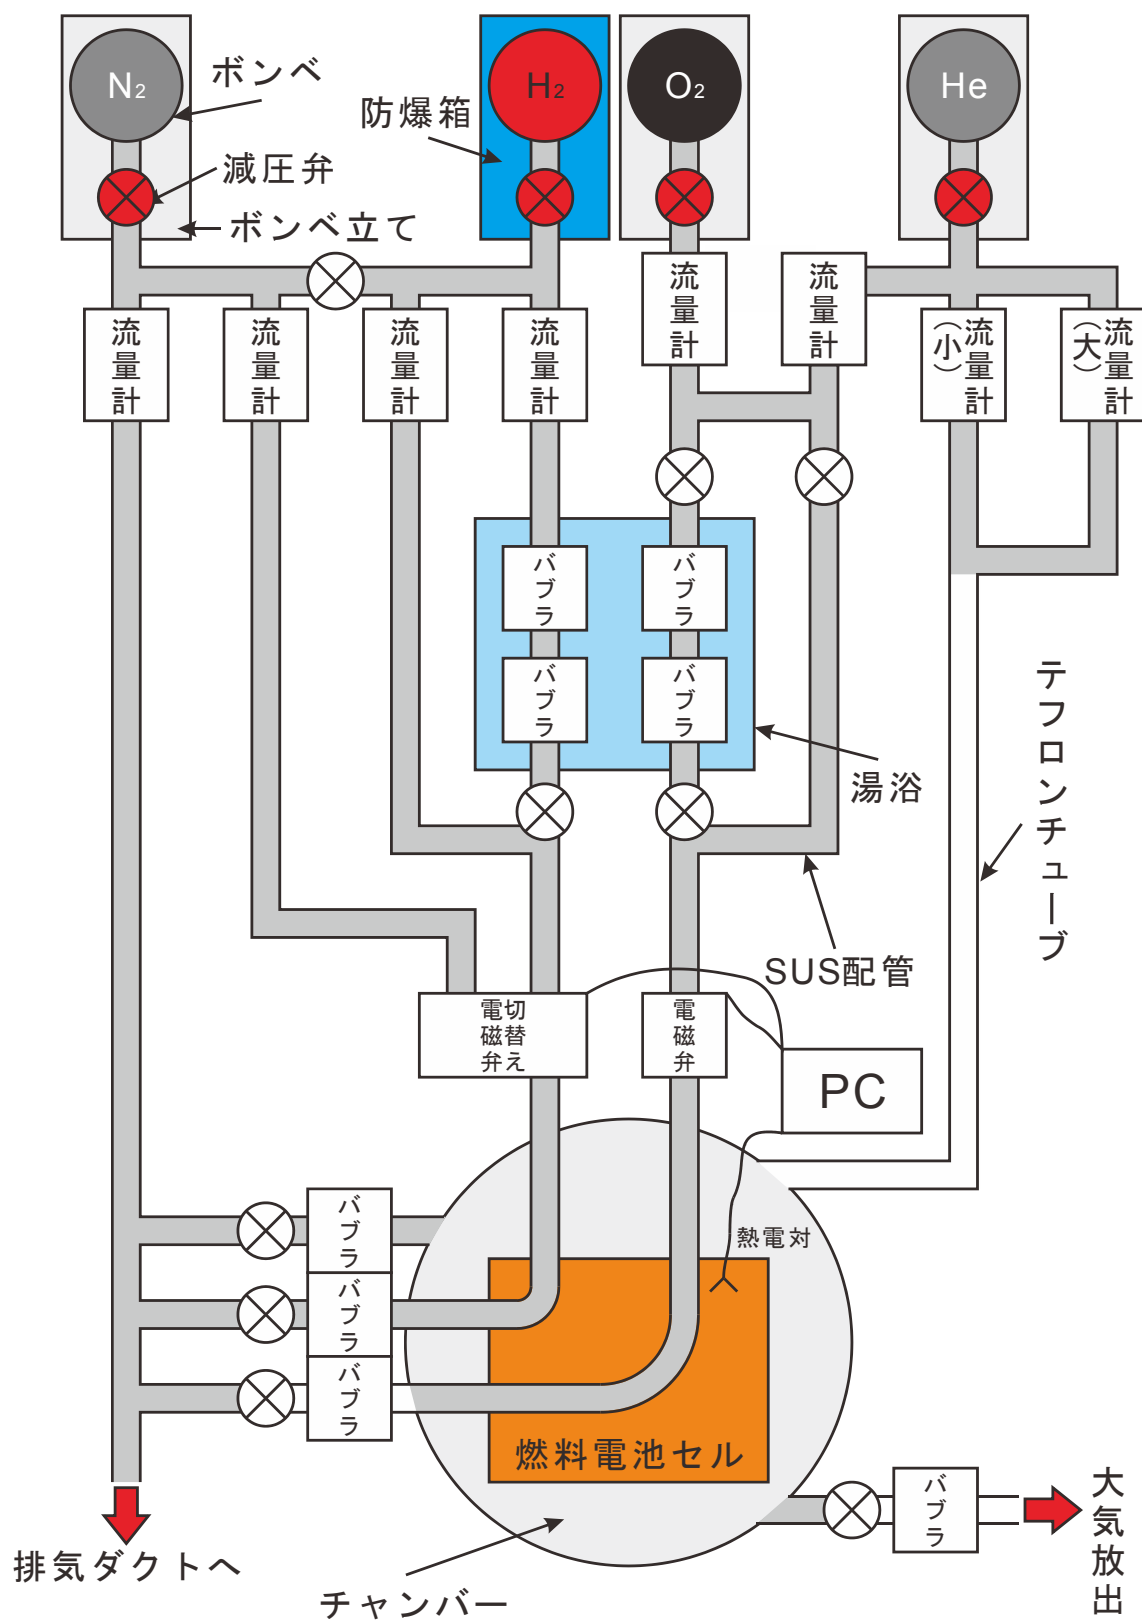 N2
H2
O2
He
ボンベ
防爆箱
減圧弁
ボンベ立て
流量計
流量計
流量計
流量計
流量計
流量計
流量計(小)
流量計(大)
バブラ
バブラ
バブラ
バブラ
湯浴
テフロンチューブ
SUS配管
切替え電磁弁
電磁弁
PC
熱電対
バブラ
バブラ
バブラ
燃料電池セル
バブラ
大気放出
排気ダクトへ
チャンバー